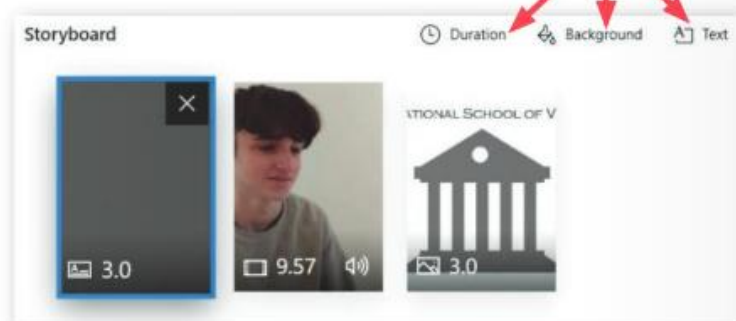 Storyboard
Duration
Background
Text
ATIONAL SCHOOL OF V
3.0
9.57
3.0